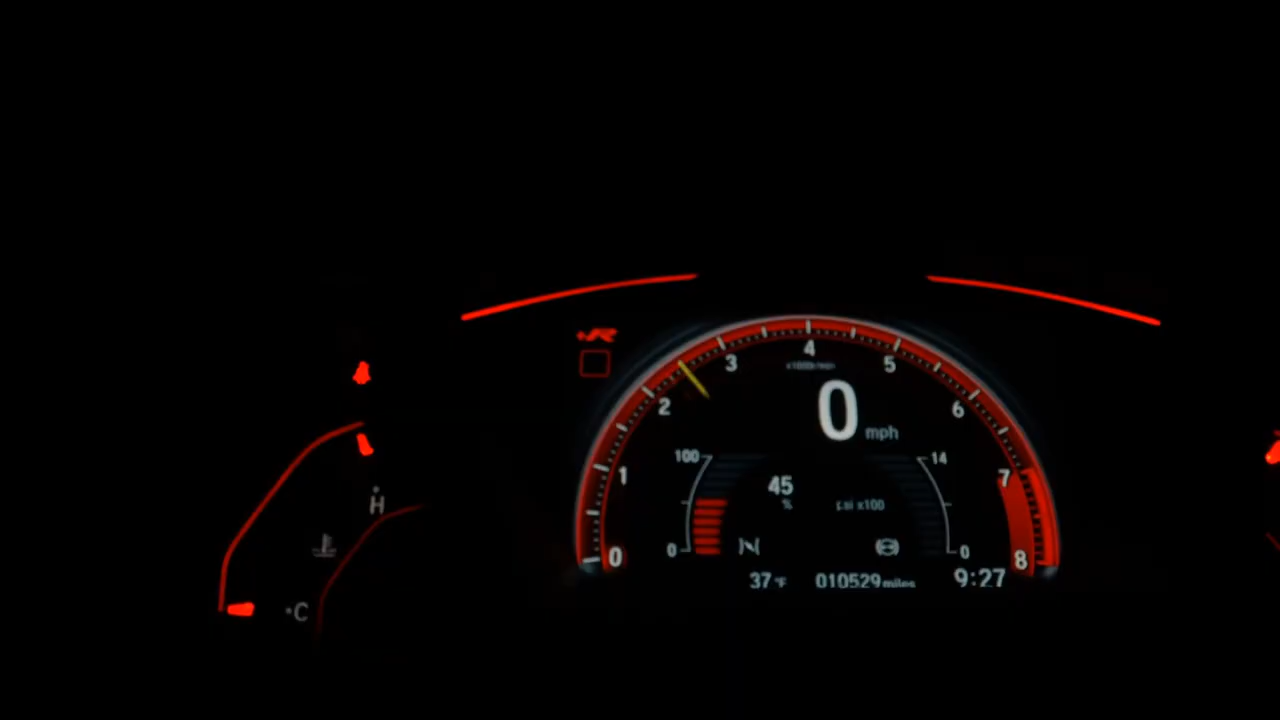 +R
4
3 5
x1000r/min
2 0 6
mph
100 14
1 45 7
%
psi x100
H
0 0 0 8
37°F 010529 miles 9:27
C